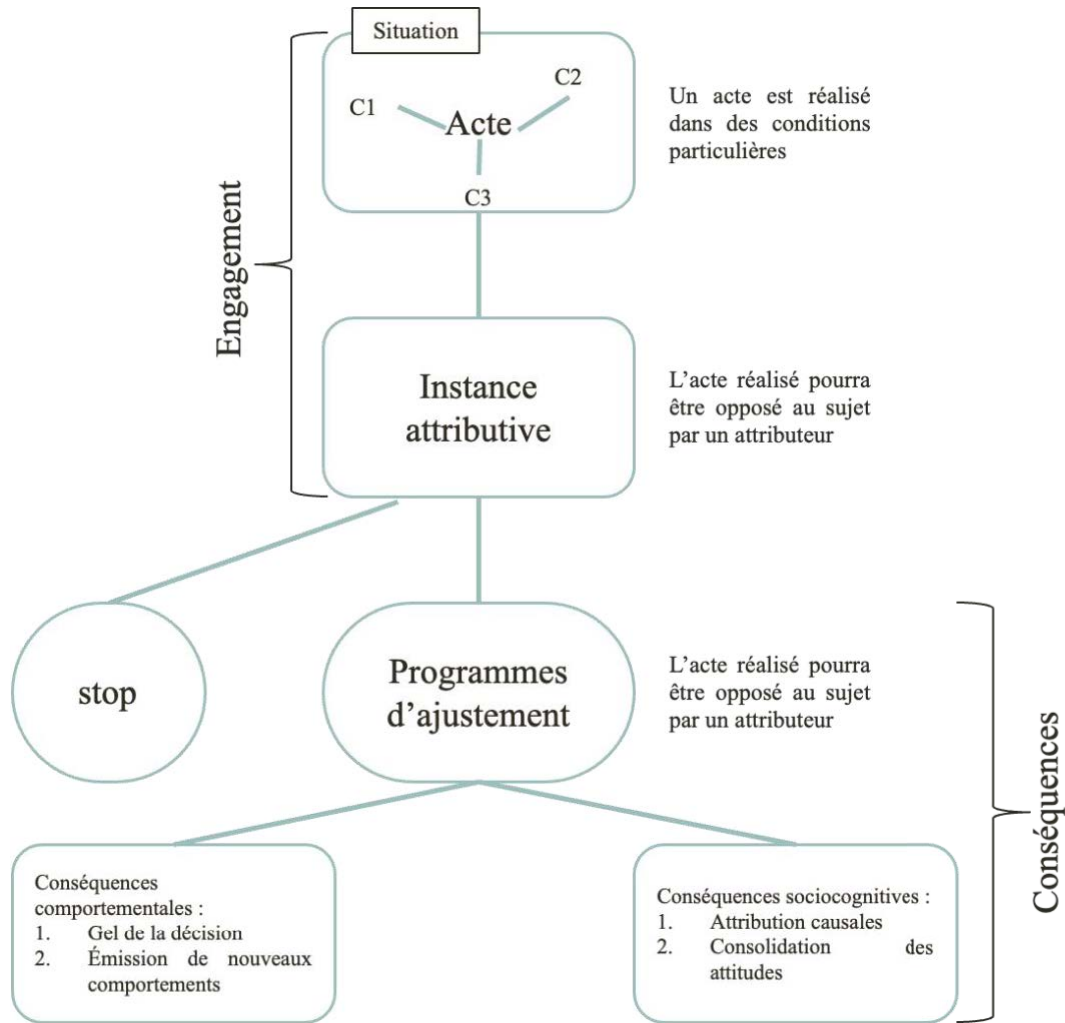 Situation
C1
C2
Acte
C3
Un acte est réalisé
dans des conditions
particulières
Engagement
Instance
attributive
L'acte réalisé pourra
être opposé au sujet
par un attributeur
stop
Programmes
d'ajustement
L'acte réalisé pourra
être opposé au sujet
par un attributeur
Conséquences
Conséquences
comportementales :
1. Gel de la décision
2. Émission de nouveaux
comportements
Conséquences sociocognitives :
1. Attribution causales
2. Consolidation des
attitudes